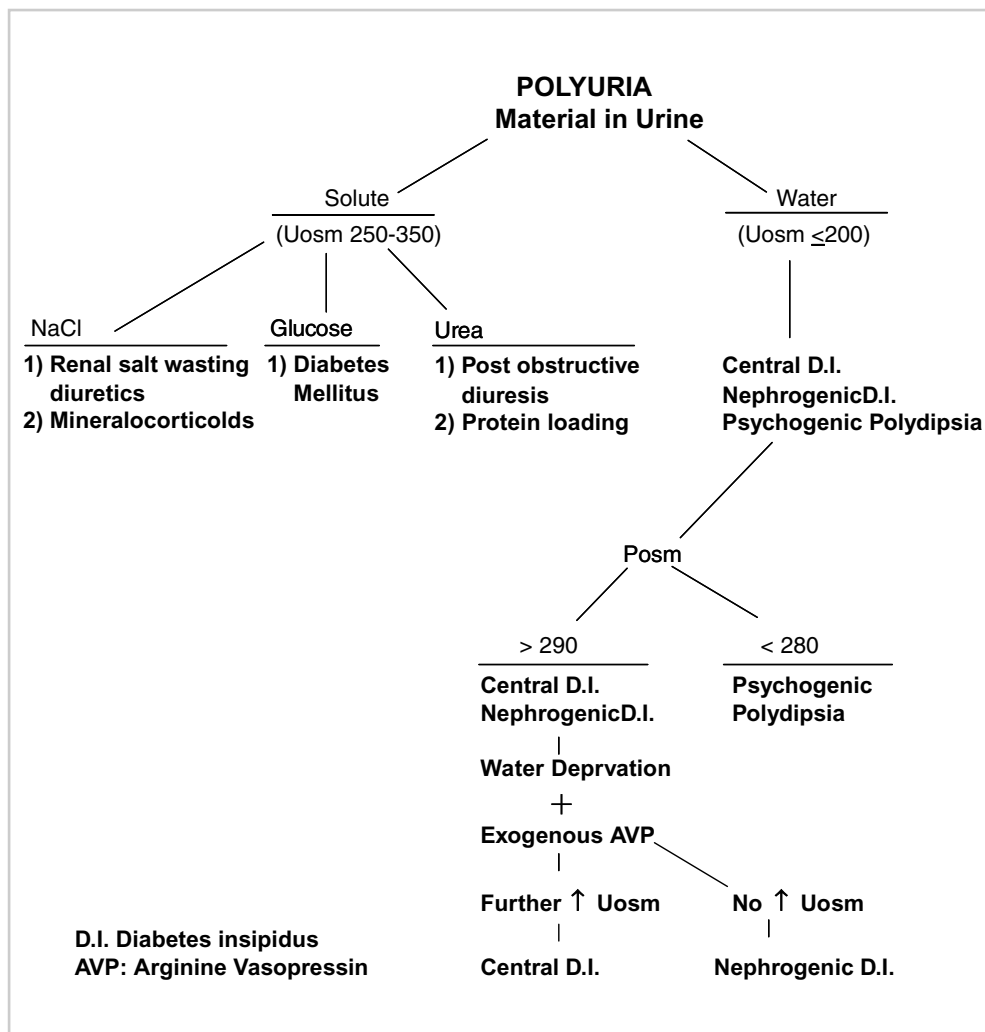 POLYURIA
Material in Urine
Solute
(Uosm 250-350)
Water
(Uosm ≤200)
NaCl
1) Renal salt wasting
diuretics
2) Mineralocorticolds
Glucose
1) Diabetes
Mellitus
Urea
1) Post obstructive
diuresis
2) Protein loading
Central D.I.
NephrogenicD.I.
Psychogenic Polydipsia
Posm
> 290
Central D.I.
NephrogenicD.I.
< 280
Psychogenic
Polydipsia
Water Deprvation
+
Exogenous AVP
Further ↑ Uosm
No ↑ Uosm
Central D.I.
Nephrogenic D.I.
D.I. Diabetes insipidus
AVP: Arginine Vasopressin